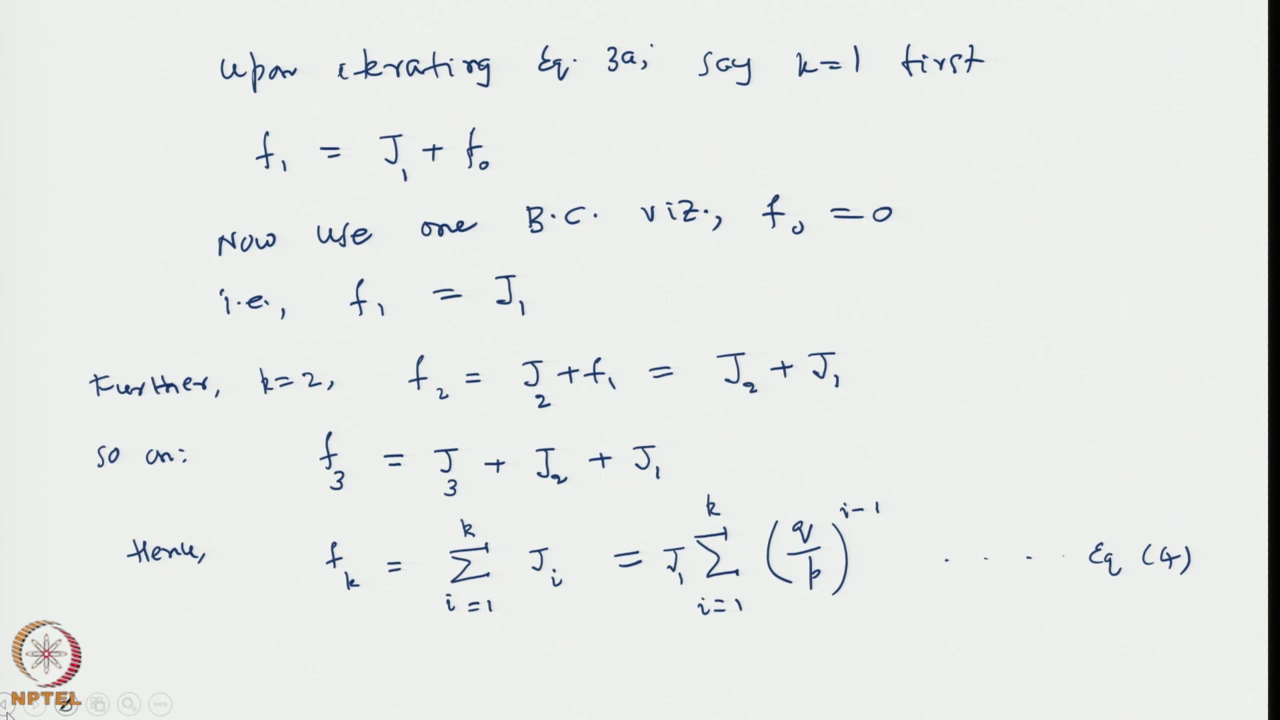 Upon iterating Eq. 3a; say k=1 first
f₁ = J₁ + f₀
Now use one B.C. viz., f₀ = 0
i.e., f₁ = J₁
Further, k=2, f₂ = J₂ + f₁ = J₂ + J₁
so on: f₃ = J₃ + J₂ + J₁
Hence, f_k = ∑_{i=1}^{k} J_i = J₁ ∑_{i=1}^{k} (q/p)^{i-1} .... Eq (4)
NPTEL